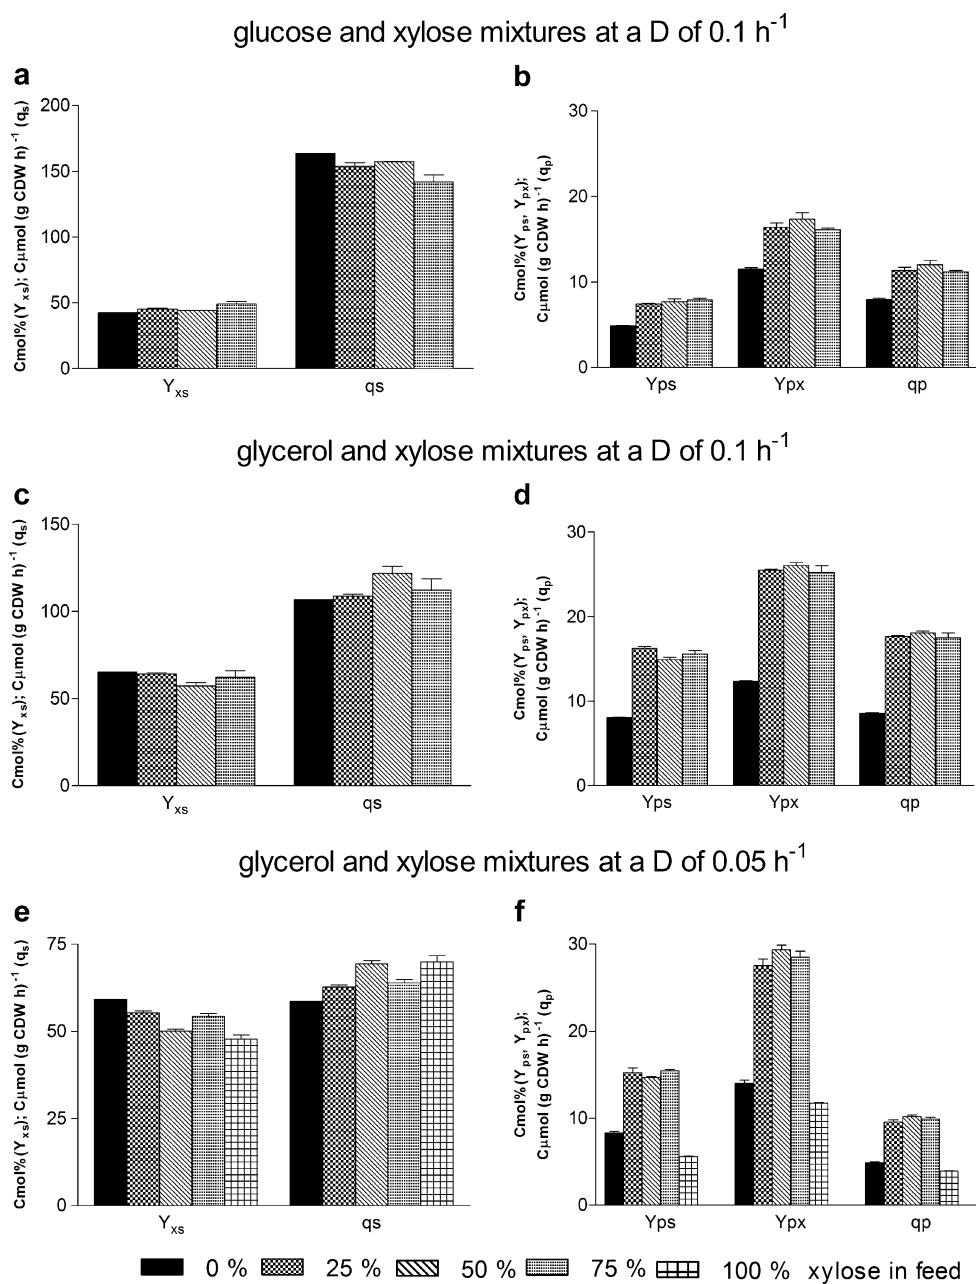 glucose and xylose mixtures at a D of 0.1 h⁻¹
a
b
Cmol%(Yxs); Cµmol (g CDW h)⁻¹ (qs)
200
150
100
50
0
Yxs
qs
Cmol%(Yps, Ypx);
Cµmol (g CDW h)⁻¹ (qp)
30
20
10
0
Yps
Ypx
qp
glycerol and xylose mixtures at a D of 0.1 h⁻¹
c
d
Cmol%(Yxs); Cµmol (g CDW h)⁻¹ (qs)
150
100
50
0
Yxs
qs
Cmol%(Yps, Ypx);
Cµmol (g CDW h)⁻¹ (qp)
30
20
10
0
Yps
Ypx
qp
glycerol and xylose mixtures at a D of 0.05 h⁻¹
e
f
Cmol%(Yxs); Cµmol (g CDW h)⁻¹ (qs)
75
50
25
0
Yxs
qs
Cmol%(Yps, Ypx);
Cµmol (g CDW h)⁻¹ (qp)
30
20
10
0
Yps
Ypx
qp
0 % 25 % 50 % 75 % 100 % xylose in feed